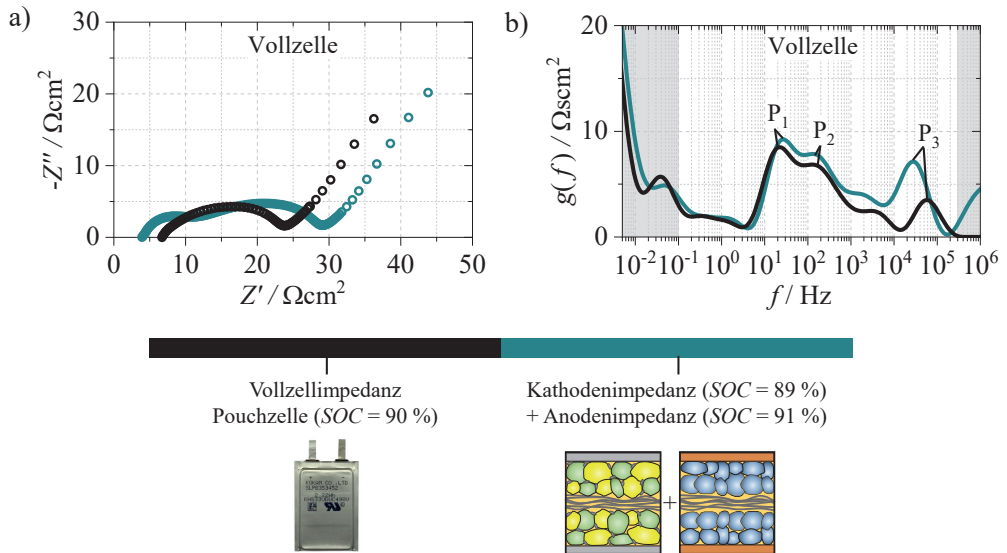 a)
30
20
10
0
-Z'' / Ωcm²
Vollzelle
0 10 20 30 40 50
Z' / Ωcm²
b)
20
10
0
g(f) / Ωscm²
Vollzelle
P₁
P₂
P₃
10⁻² 10⁻¹ 10⁰ 10¹ 10² 10³ 10⁴ 10⁵ 10⁶
f / Hz
Vollzellimpedanz
Pouchzelle (SOC = 90 %)
Kathodenimpedanz (SOC = 89 %)
+ Anodenimpedanz (SOC = 91 %)
+